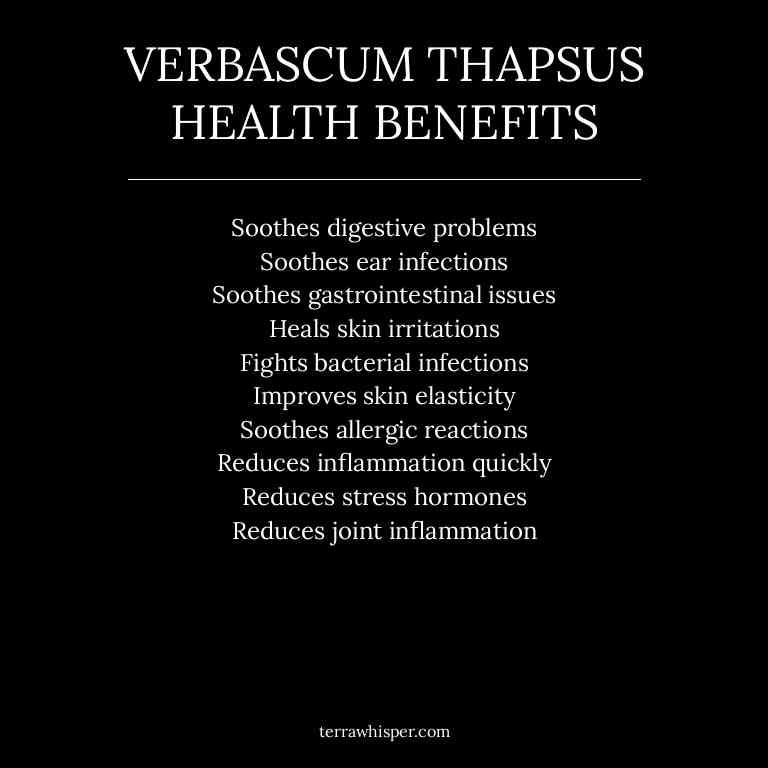 VERBASCUM THAPSUS
HEALTH BENEFITS
Soothes digestive problems
Soothes ear infections
Soothes gastrointestinal issues
Heals skin irritations
Fights bacterial infections
Improves skin elasticity
Soothes allergic reactions
Reduces inflammation quickly
Reduces stress hormones
Reduces joint inflammation
terrawhisper.com